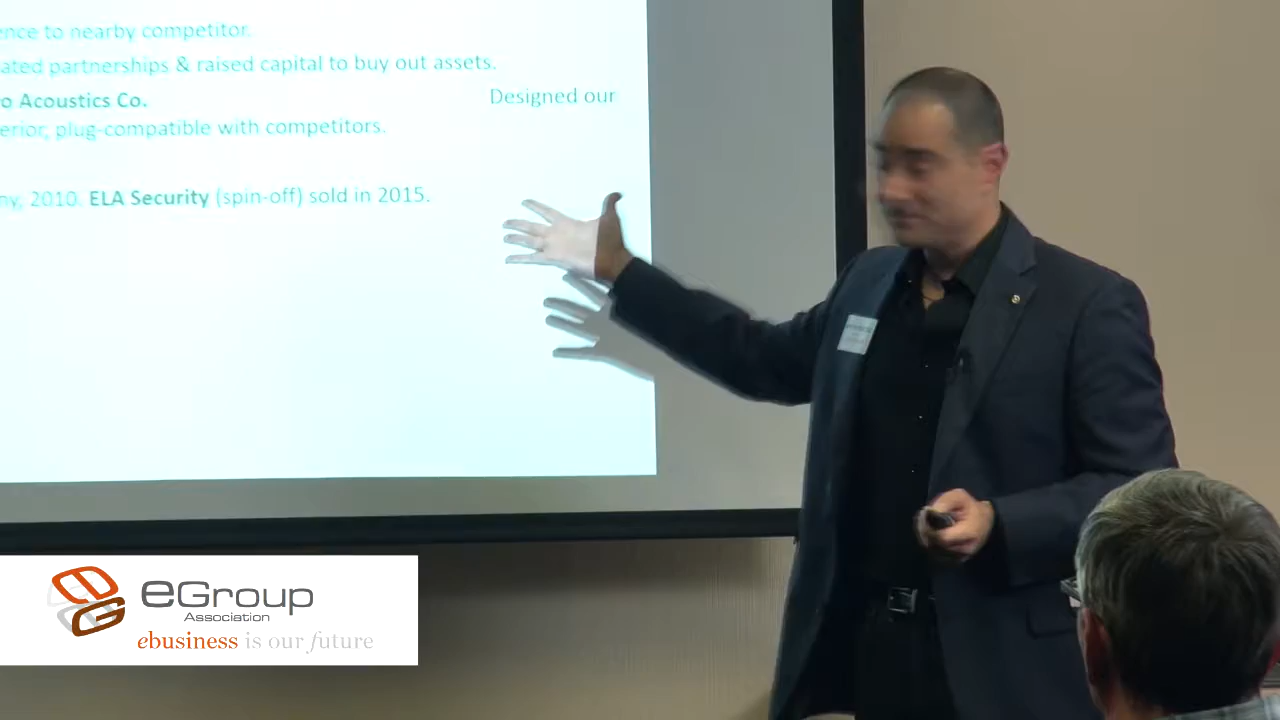 ence to nearby competitor.
ated partnerships & raised capital to buy out assets.
o Acoustics Co. Designed our
erior, plug-compatible with competitors.
ny, 2010. ELA Security (spin-off) sold in 2015.
eGroup
Association
ebusiness is our future